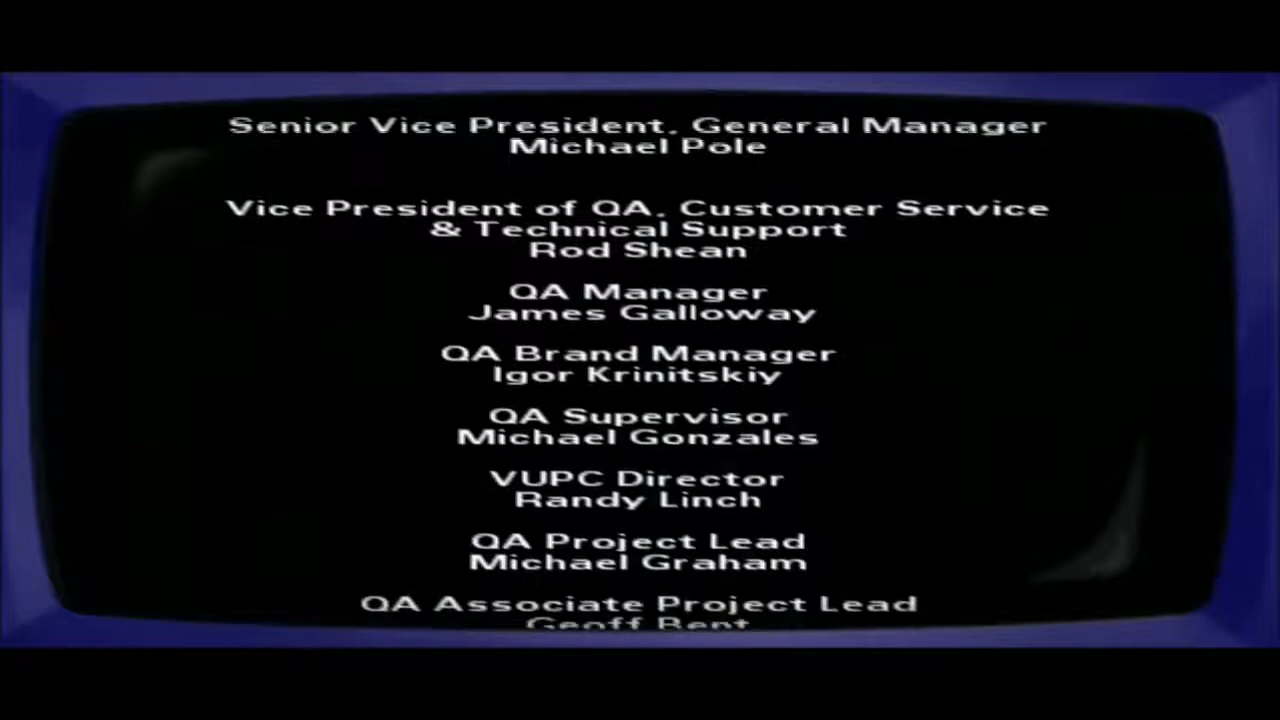 Senior Vice President, General Manager
Michael Pole
Vice President of QA, Customer Service
& Technical Support
Rod Shean
QA Manager
James Galloway
QA Brand Manager
Igor Krinitskiy
QA Supervisor
Michael Gonzales
VUPC Director
Randy Linch
QA Project Lead
Michael Graham
QA Associate Project Lead
Geoff Rent